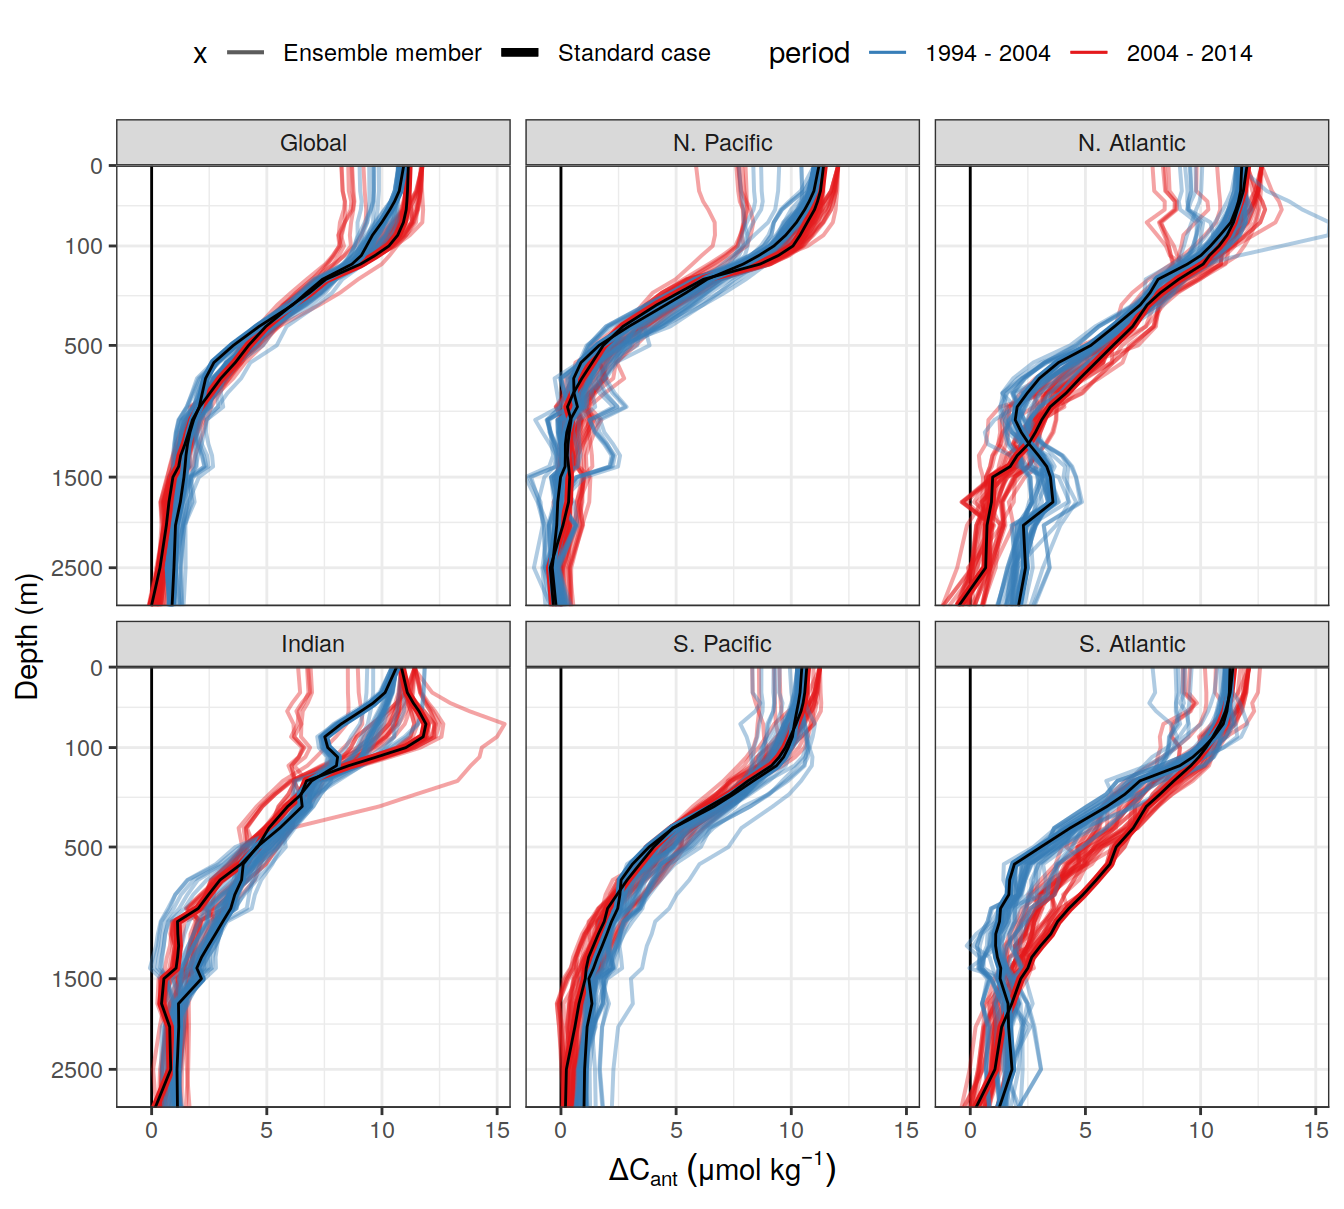 x Ensemble member Standard case period 1994 - 2004 2004 - 2014
Global N. Pacific N. Atlantic
0
100
500
1500
2500
Depth (m)
Indian S. Pacific S. Atlantic
0
100
500
1500
2500
0 5 10 15 0 5 10 15 0 5 10 15
ΔCant (μmol kg⁻¹)